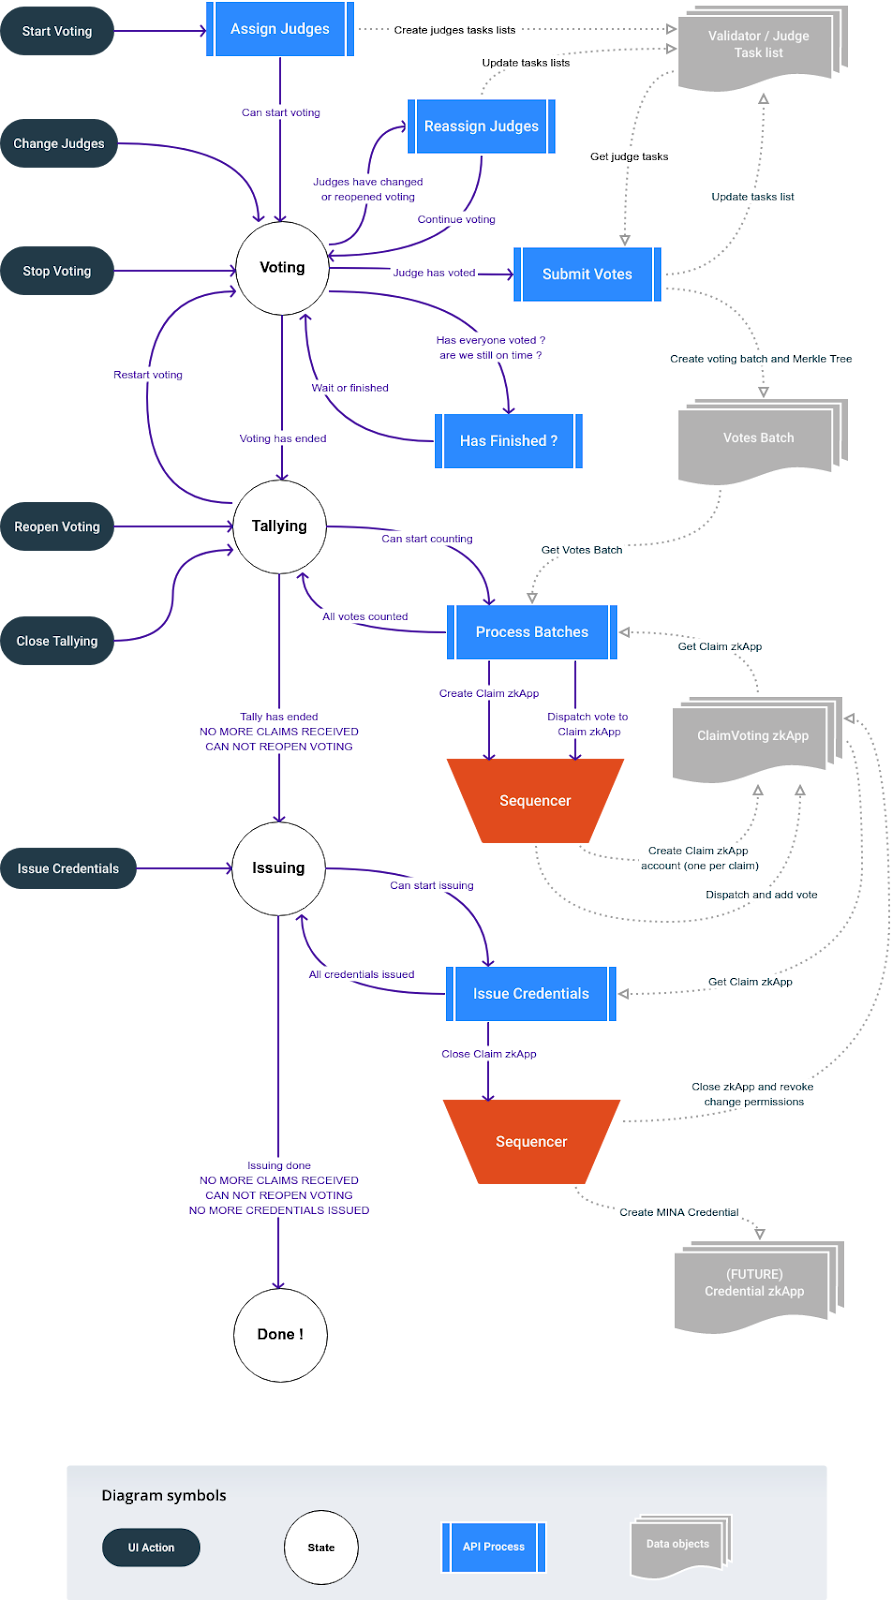 Start Voting
Assign Judges
Create judges tasks lists
Validator / Judge
Task list
Update tasks lists
Can start voting
Reassign Judges
Change Judges
Get judge tasks
Judges have changed
or reopened voting
Update tasks list
Continue voting
Stop Voting
Voting
Judge has voted
Submit Votes
Has everyone voted ?
are we still on time ?
Create voting batch and Merkle Tree
Restart voting
Wait or finished
Voting has ended
Has Finished ?
Votes Batch
Reopen Voting
Tallying
Can start counting
Get Votes Batch
All votes counted
Process Batches
Close Tallying
Get Claim zkApp
Create Claim zkApp
Tally has ended
NO MORE CLAIMS RECEIVED
CAN NOT REOPEN VOTING
Dispatch vote to
Claim zkApp
ClaimVoting zkApp
Sequencer
Create Claim zkApp
account (one per claim)
Issue Credentials
Issuing
Can start issuing
Dispatch and add vote
All credentials issued
Issue Credentials
Get Claim zkApp
Close Claim zkApp
Close zkApp and revoke
change permissions
Sequencer
Issuing done
NO MORE CLAIMS RECEIVED
CAN NOT REOPEN VOTING
NO MORE CREDENTIALS ISSUED
Create MINA Credential
(FUTURE)
Credential zkApp
Done !
Diagram symbols
UI Action
State
API Process
Data objects